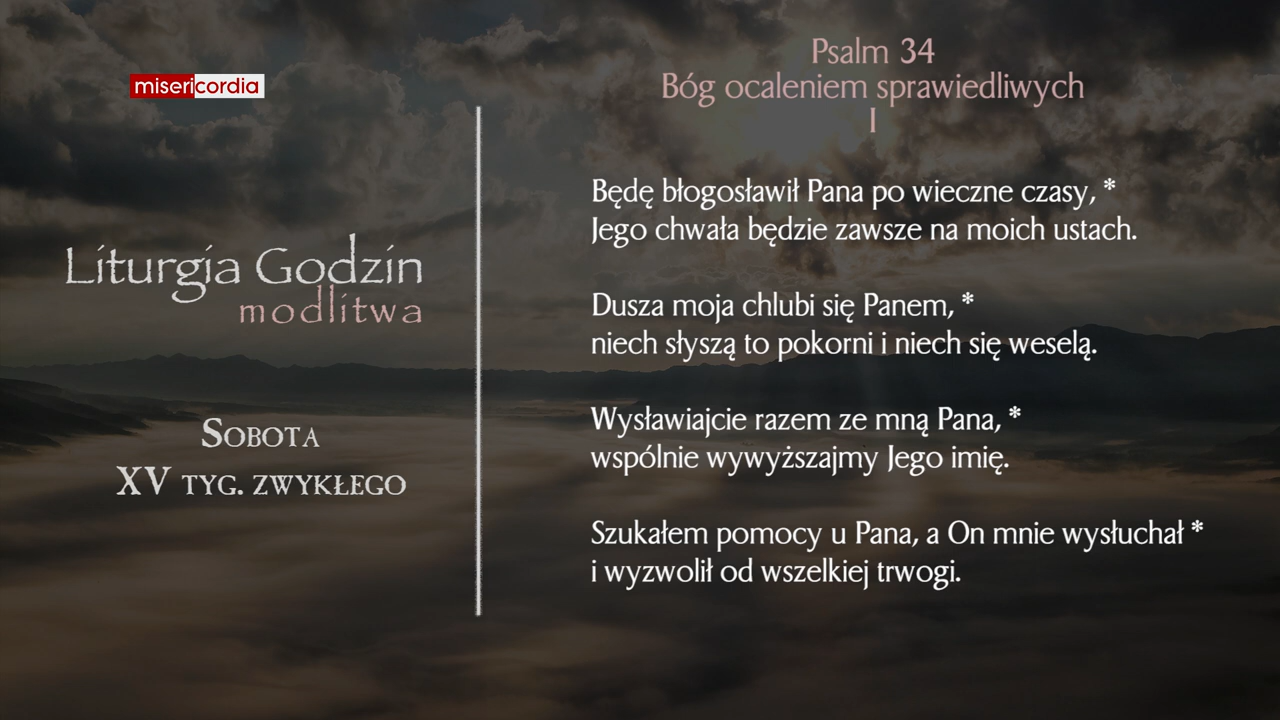 misericordia
Liturgia Godzin
modlitwa
Sobota
XV tyg. zwykłego
Psalm 34
Bóg ocaleniem sprawiedliwych
I
Będę błogosławił Pana po wieczne czasy, *
Jego chwała będzie zawsze na moich ustach.
Dusza moja chlubi się Panem, *
niech słyszą to pokorni i niech się weselą.
Wysławiajcie razem ze mną Pana, *
wspólnie wywyższajmy Jego imię.
Szukałem pomocy u Pana, a On mnie wysłuchał *
i wyzwolił od wszelkiej trwogi.